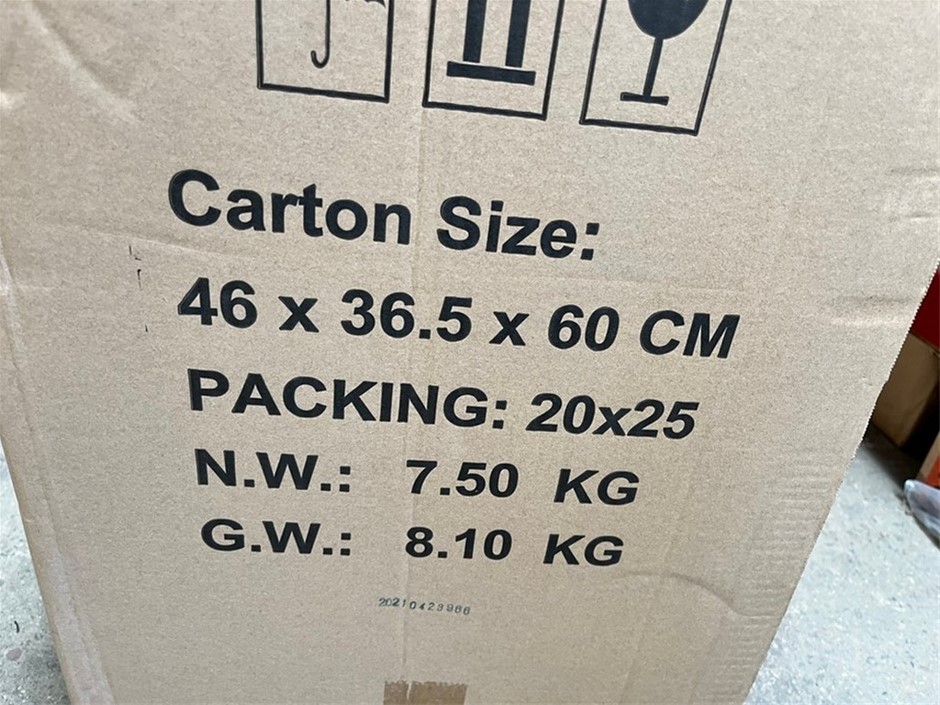 Carton Size:
46 x 36.5 x 60 CM
PACKING: 20x25
N.W.: 7.50 KG
G.W.: 8.10 KG
20210423966